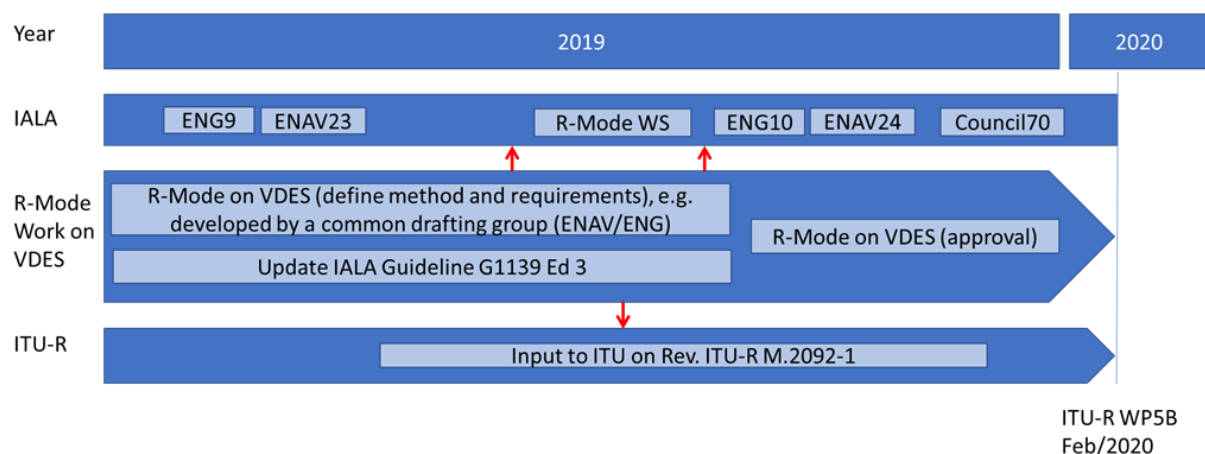 Year
2019
2020
IALA
ENG9
ENAV23
R-Mode WS
ENG10
ENAV24
Council70
R-Mode
Work on
VDES
R-Mode on VDES (define method and requirements), e.g.
developed by a common drafting group (ENAV/ENG)
R-Mode on VDES (approval)
Update IALA Guideline G1139 Ed 3
ITU-R
Input to ITU on Rev. ITU-R M.2092-1
ITU-R WP5B
Feb/2020